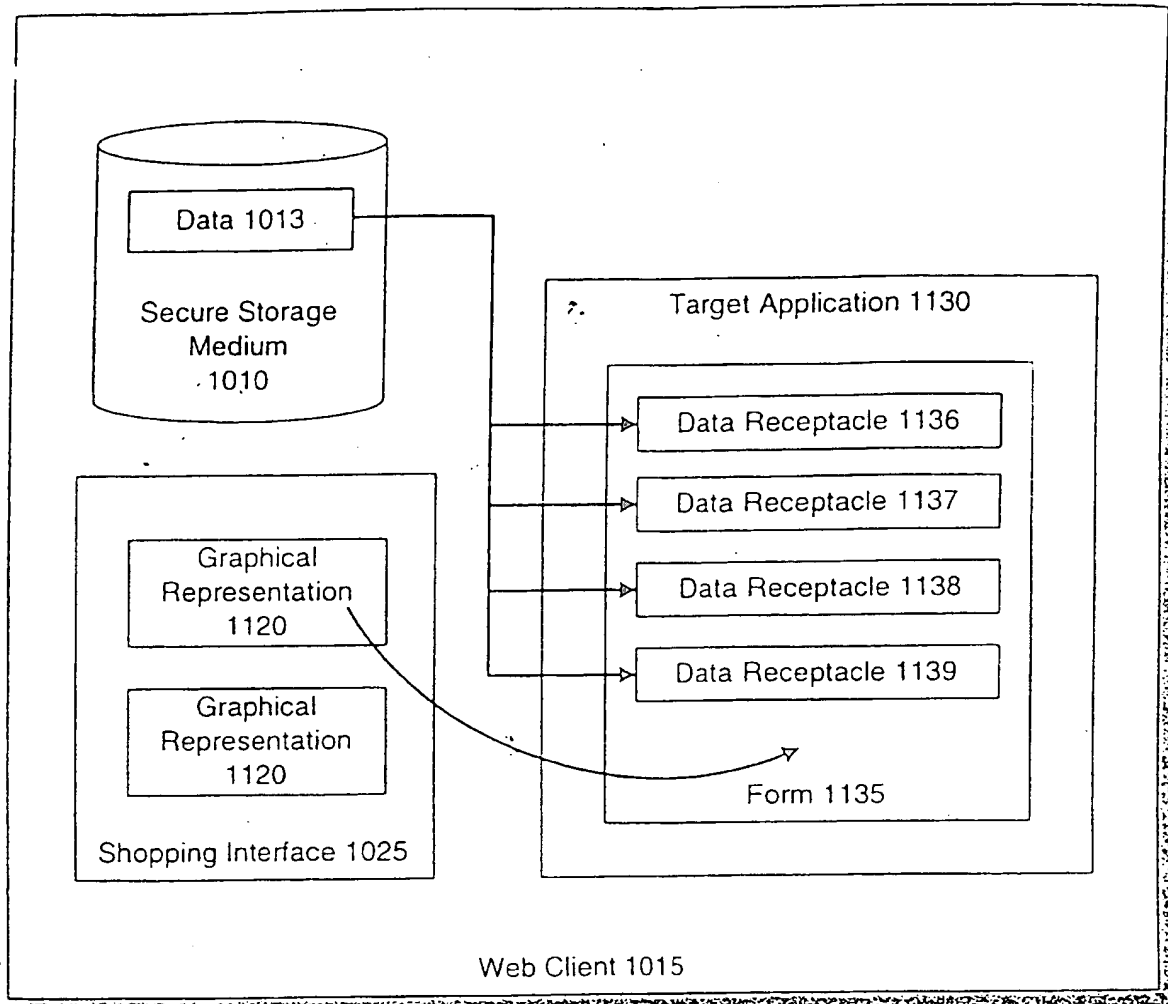 Data 1013
Secure Storage
Medium
1010
Target Application 1130
Data Receptacle 1136
Data Receptacle 1137
Data Receptacle 1138
Data Receptacle 1139
Form 1135
Graphical
Representation
1120
Graphical
Representation
1120
Shopping Interface 1025
Web Client 1015